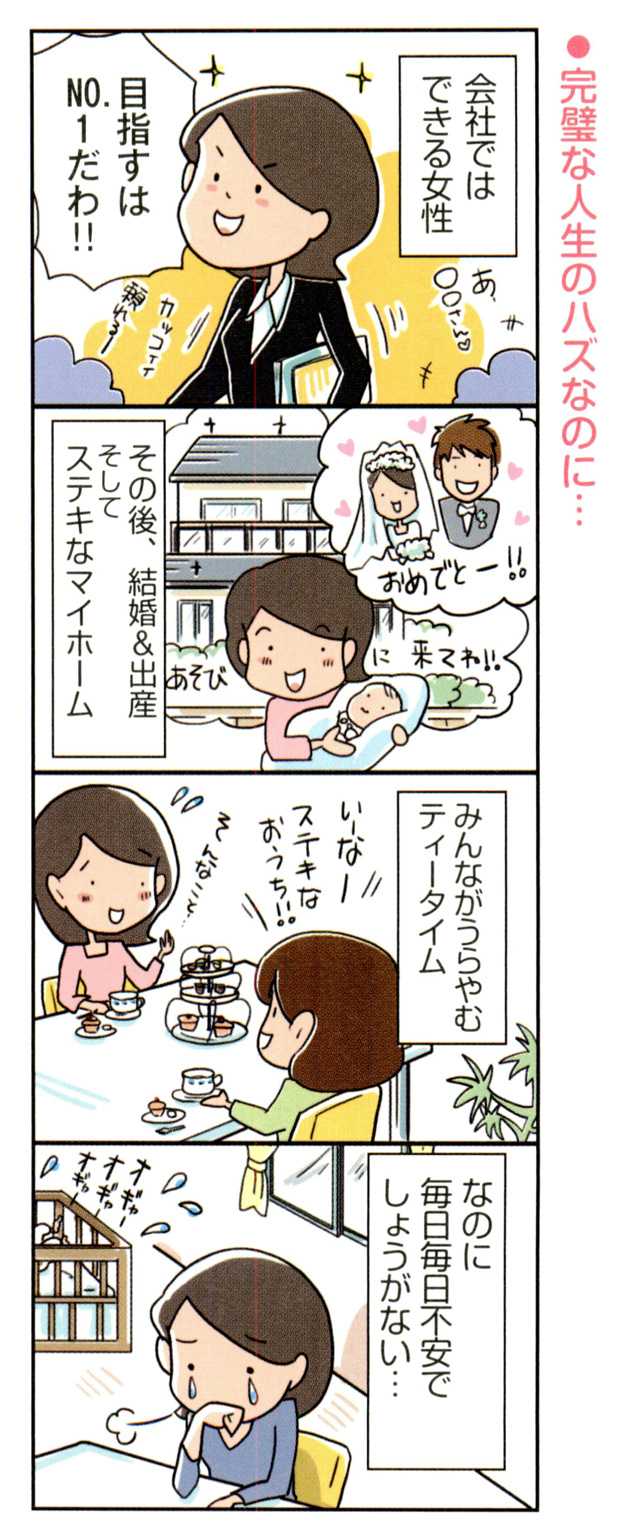 ●完璧な人生のハズなのに…
会社では
できる女性
目指すは
NO.
1だわ!!
あ、
○○さん♡
カッコイイ
頼れるー
おめでとー!!
その後、結婚&出産
そして
ステキなマイホーム
あそび
に来てね!!
みんながうらやむ
ティータイム
いーなー
ステキな
おうち!!
そんなこと…
なのに
毎日毎日不安で
しょうがない…
オギャー
オギャー
オギャー